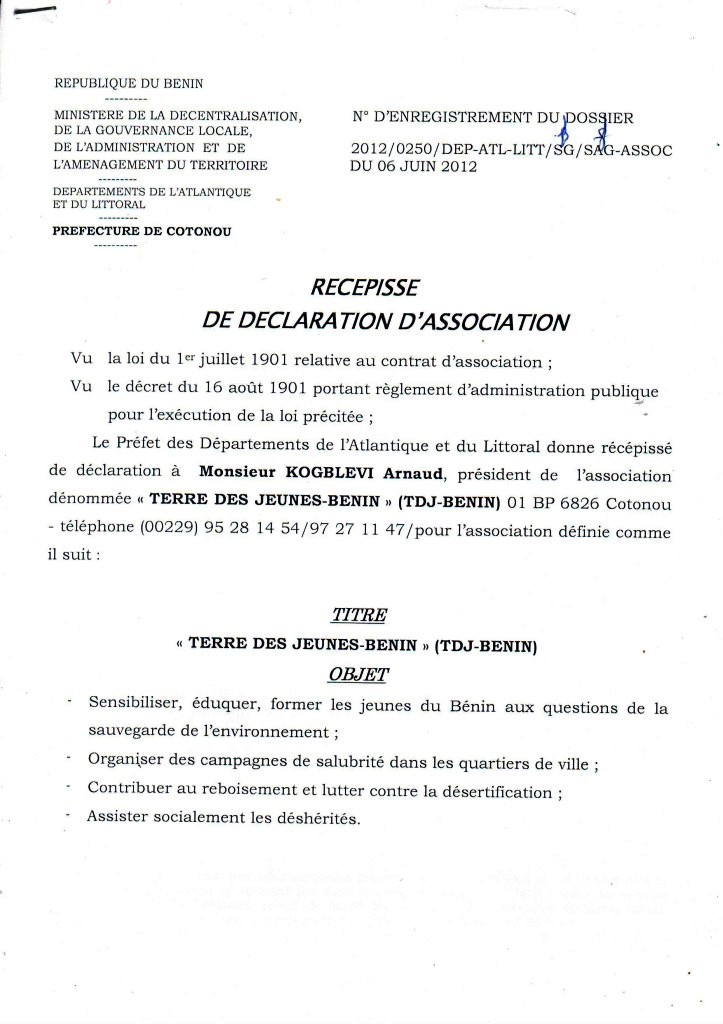 REPUBLIQUE DU BENIN
---------
MINISTERE DE LA DECENTRALISATION,
DE LA GOUVERNANCE LOCALE,
DE L'ADMINISTRATION ET DE
L'AMENAGEMENT DU TERRITOIRE
---------
DEPARTEMENTS DE L'ATLANTIQUE
ET DU LITTORAL
---------
PREFECTURE DE COTONOU
----------
N° D'ENREGISTREMENT DU DOSSIER
2012/0250/DEP-ATL-LITT/SG/SAG-ASSOC
DU 06 JUIN 2012
RECEPISSE
DE DECLARATION D'ASSOCIATION
Vu la loi du 1er juillet 1901 relative au contrat d'association ;
Vu le décret du 16 août 1901 portant règlement d'administration publique
pour l'exécution de la loi précitée ;
Le Préfet des Départements de l'Atlantique et du Littoral donne récépissé
de déclaration à Monsieur KOGBLEVI Arnaud, président de l'association
dénommée « TERRE DES JEUNES-BENIN » (TDJ-BENIN) 01 BP 6826 Cotonou
- téléphone (00229) 95 28 14 54/97 27 11 47/pour l'association définie comme
il suit :
TITRE
« TERRE DES JEUNES-BENIN » (TDJ-BENIN)
OBJET
- Sensibiliser, éduquer, former les jeunes du Bénin aux questions de la
sauvegarde de l'environnement ;
- Organiser des campagnes de salubrité dans les quartiers de ville ;
- Contribuer au reboisement et lutter contre la désertification ;
- Assister socialement les déshérités.